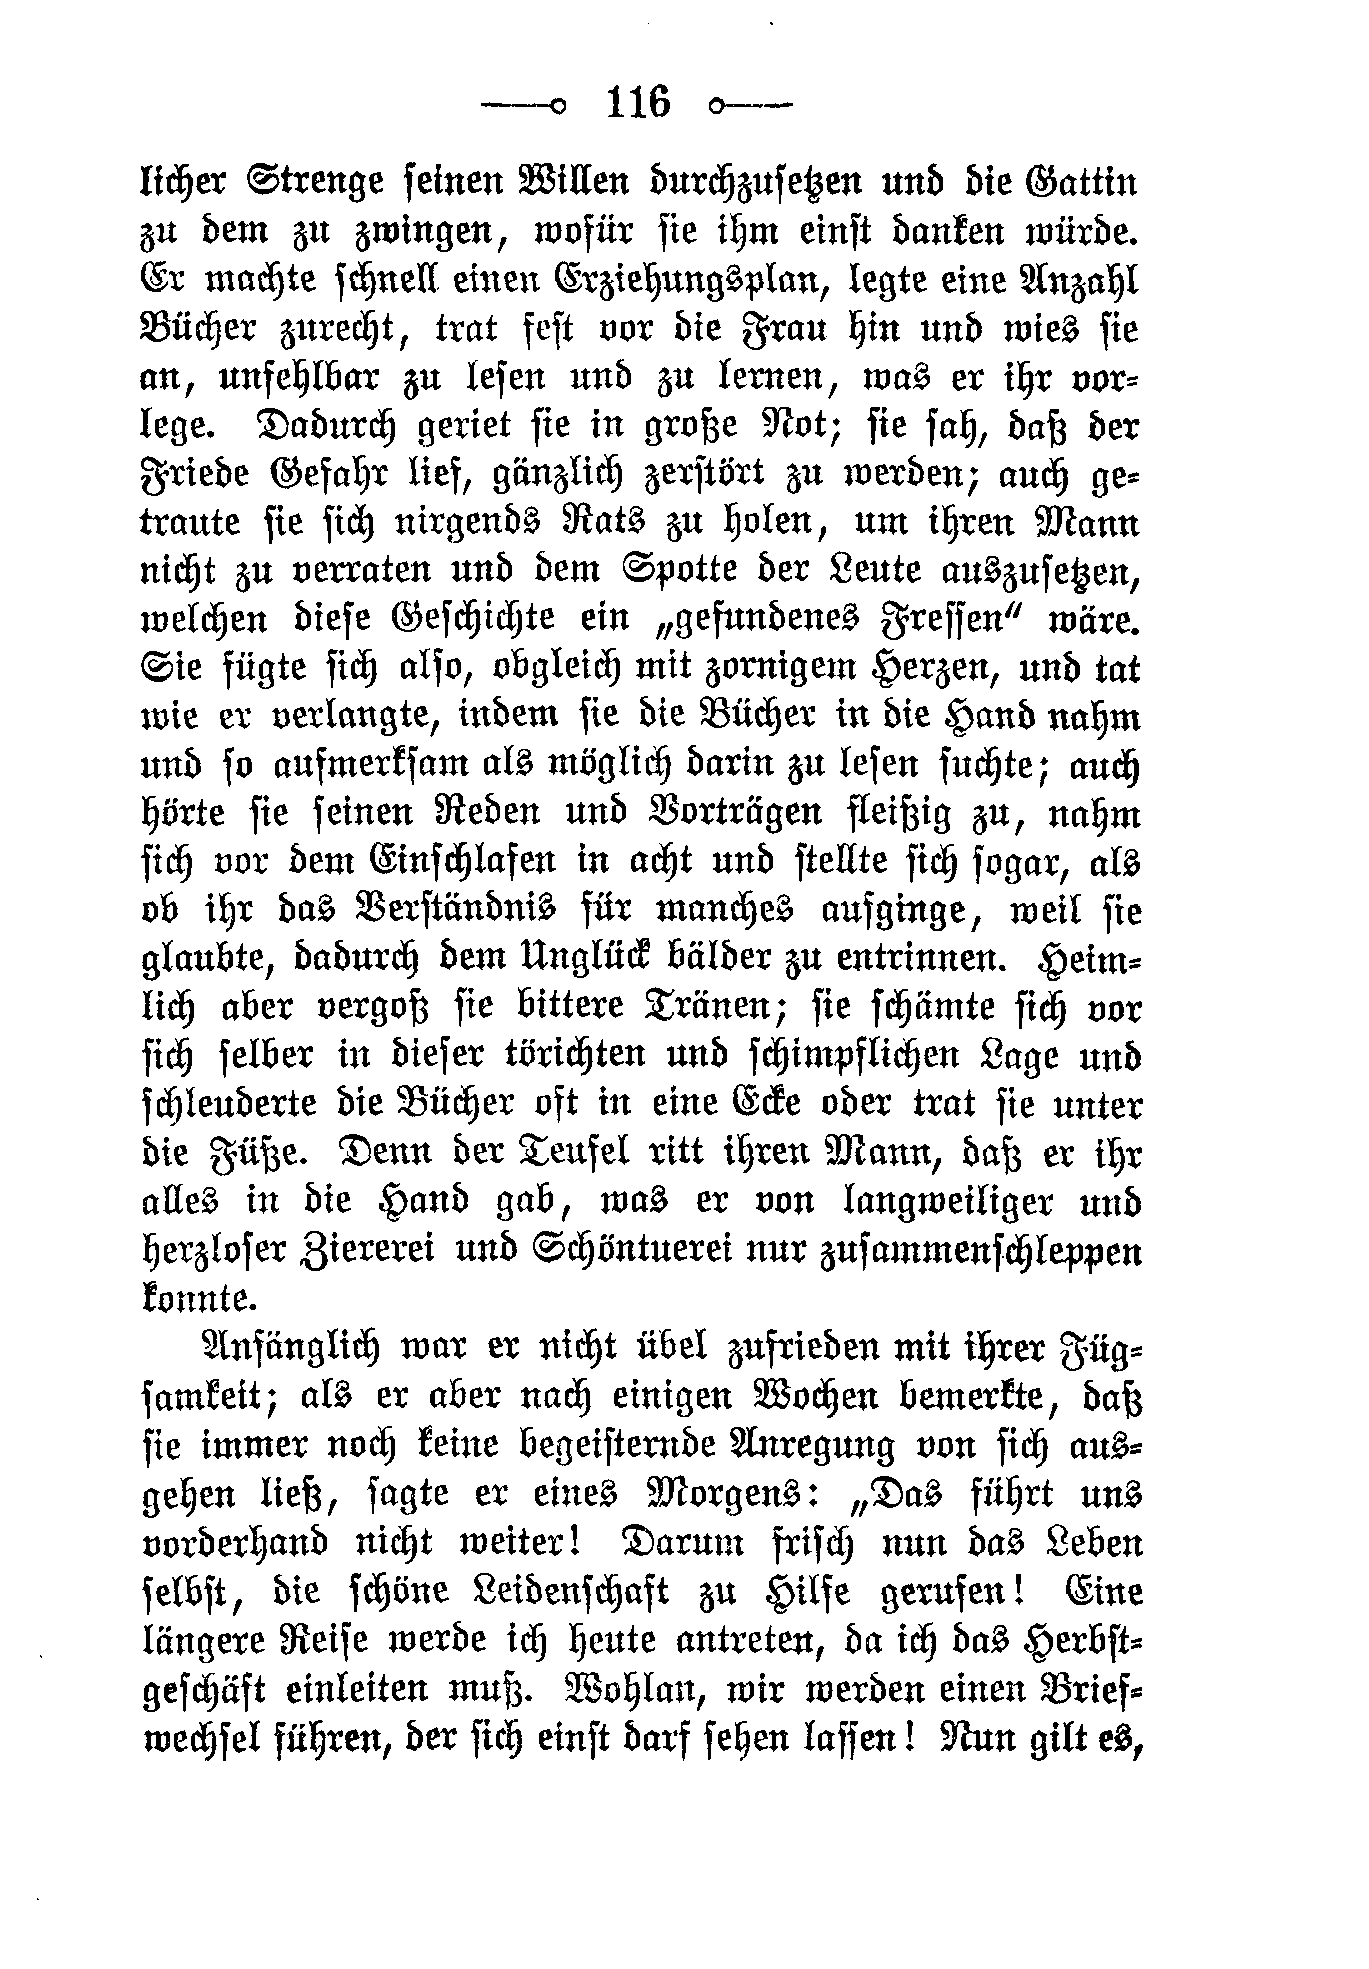 116
licher Strenge seinen Willen durchzusetzen und die Gattin
zu dem zu zwingen, wofür sie ihm einst danken würde.
Er machte schnell einen Erziehungsplan, legte eine Anzahl
Bücher zurecht, trat fest vor die Frau hin und wies sie
an, unfehlbar zu lesen und zu lernen, was er ihr vor-
lege. Dadurch geriet sie in große Not; sie sah, daß der
Friede Gefahr lief, gänzlich zerstört zu werden; auch ge-
traute sie sich nirgends Rats zu holen, um ihren Mann
nicht zu verraten und dem Spotte der Leute auszusetzen,
welchen diese Geschichte ein „gefundenes Fressen“ wäre.
Sie fügte sich also, obgleich mit zornigem Herzen, und tat
wie er verlangte, indem sie die Bücher in die Hand nahm
und so aufmerksam als möglich darin zu lesen suchte; auch
hörte sie seinen Reden und Vorträgen fleißig zu, nahm
sich vor dem Einschlafen in acht und stellte sich sogar, als
ob ihr das Verständnis für manches aufginge, weil sie
glaubte, dadurch dem Unglück bälder zu entrinnen. Heim-
lich aber vergoß sie bittere Tränen; sie schämte sich vor
sich selber in dieser törichten und schimpflichen Lage und
schleuderte die Bücher oft in eine Ecke oder trat sie unter
die Füße. Denn der Teufel ritt ihren Mann, daß er ihr
alles in die Hand gab, was er von langweiliger und
herzloser Ziererei und Schöntuerei nur zusammenschleppen
konnte.
Anfänglich war er nicht übel zufrieden mit ihrer Füg-
samkeit; als er aber nach einigen Wochen bemerkte, daß
sie immer noch keine begeisternde Anregung von sich aus-
gehen ließ, sagte er eines Morgens: „Das führt uns
vorderhand nicht weiter! Darum frisch nun das Leben
selbst, die schöne Leidenschaft zu Hilfe gerufen! Eine
längere Reise werde ich heute antreten, da ich das Herbst-
geschäft einleiten muß. Wohlan, wir werden einen Brief-
wechsel führen, der sich einst darf sehen lassen! Nun gilt es,